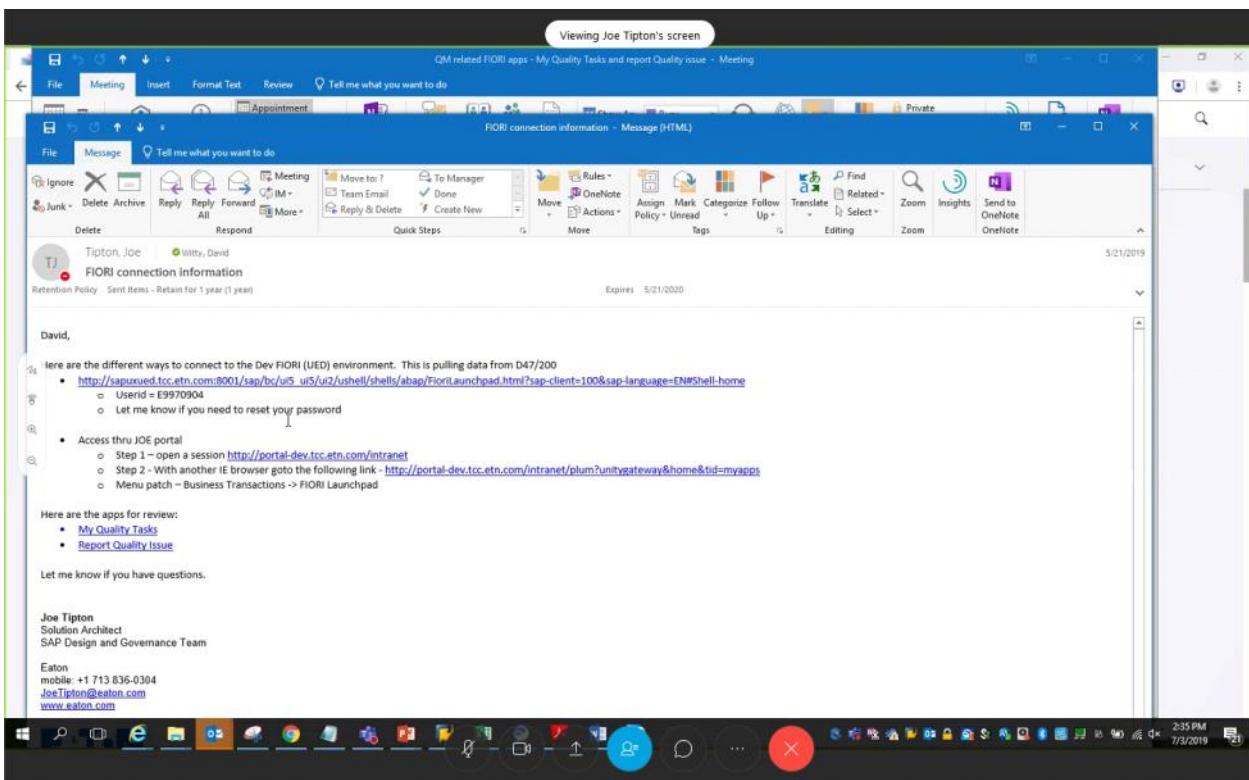 Viewing Joe Tipton's screen
QM related FIORI apps - My Quality Tasks and report Quality issue - Meeting
File Meeting Insert Format Text Review Tell me what you want to do
Appointment
Private
FIORI connection information - Message (HTML)
File Message Tell me what you want to do
Ignore
Junk
Delete Archive
Reply Reply All Forward
Meeting
IM
More
Move to: ?
Team Email
Reply & Delete
To Manager
Done
Create New
Move
Rules
OneNote
Actions
Assign Policy Mark Unread Categorize Follow Up
Translate
Find
Related
Select
Zoom
Insights
Send to OneNote
Delete Respond Quick Steps Move Tags Editing Zoom OneNote
TJ
Tipton, Joe Witty, David
5/21/2019
FIORI connection information
Retention Policy Sent Items - Retain for 1 year (1 year) Expires 5/21/2020
David,
Here are the different ways to connect to the Dev FIORI (UED) environment. This is pulling data from D47/200
• http://sapuxued.tcc.etn.com:8001/sap/bc/ui5_ui5/ui2/ushell/shells/abap/FioriLaunchpad.html?sap-client=100&sap-language=EN#Shell-home
o Userid = E9970904
o Let me know if you need to reset your password
• Access thru JOE portal
o Step 1 – open a session http://portal-dev.tcc.etn.com/intranet
o Step 2 - With another IE browser goto the following link - http://portal-dev.tcc.etn.com/intranet/plum?unitygateway&home&tid=myapps
o Menu patch – Business Transactions -> FIORI Launchpad
Here are the apps for review:
• My Quality Tasks
• Report Quality Issue
Let me know if you have questions.
Joe Tipton
Solution Architect
SAP Design and Governance Team
Eaton
mobile: +1 713 836-0304
JoeTipton@eaton.com
www.eaton.com
2:35 PM
7/3/2019